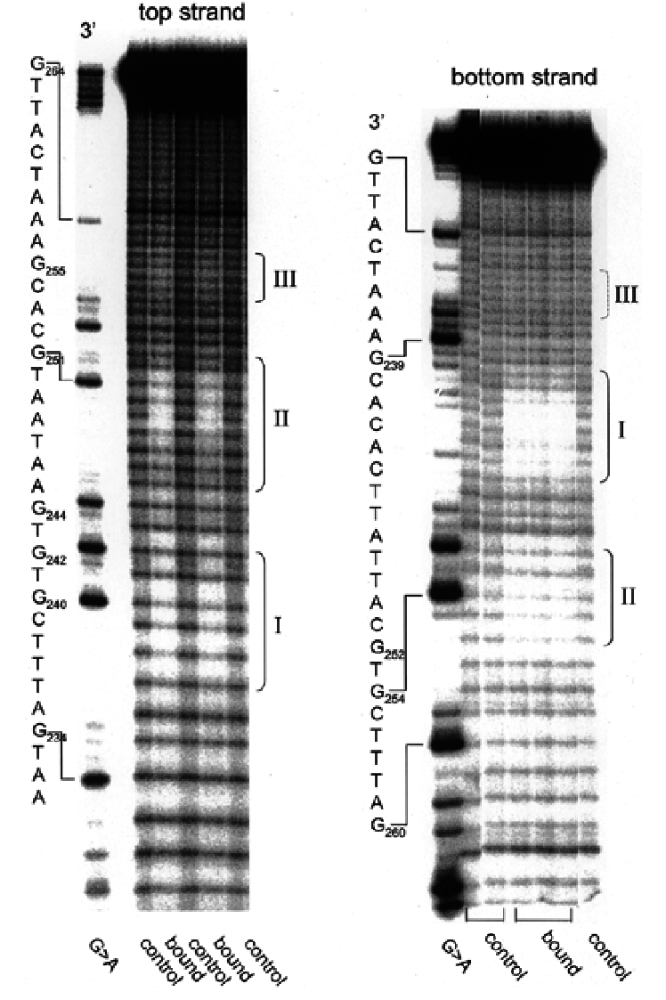 top strand
3'
G264
T
T
A
C
T
A
A
A
G255
C
A
C
G251
T
A
A
T
A
A
G244
T
G242
T
G240
C
T
T
T
A
G234
T
A
A
III
II
I
G>A
control
bound
control
bound
control
bottom strand
3'
G
T
T
A
C
T
A
A
A
G239
C
A
C
A
C
T
T
A
T
T
A
C
G252
T
G254
C
T
T
T
A
G260
III
I
II
G>A
control
bound
control